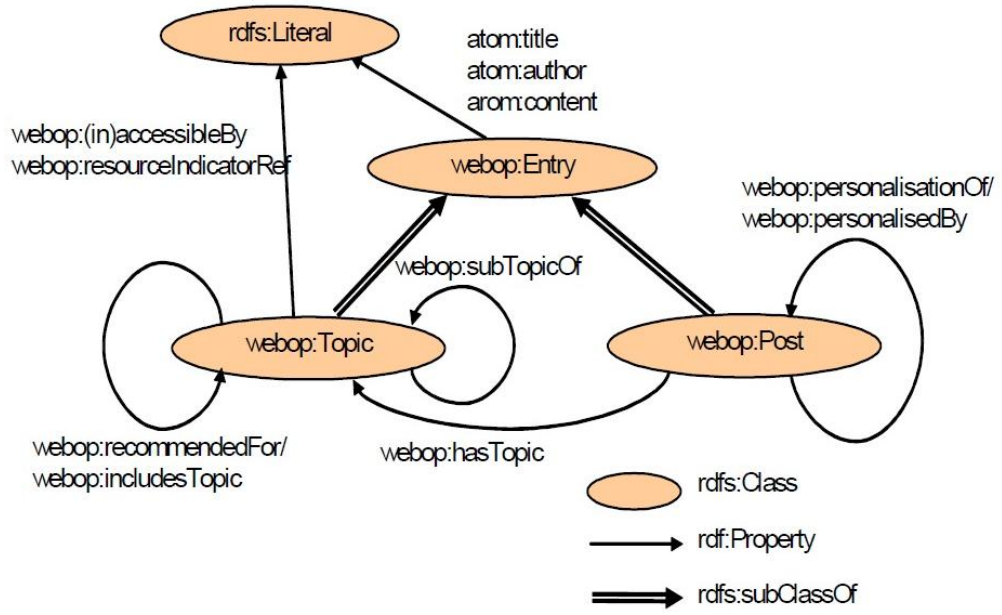 rdfs:Literal
atom:title
atom:author
arom:content
webop:(in)accessibleBy
webop:resourceIndicatorRef
webop:Entry
webop:personalisationOf/
webop:personalisedBy
webop:subTopicOf
webop:Topic
webop:Post
webop:recommendedFor/
webop:includesTopic
webop:hasTopic
rdfs:Class
rdf:Property
rdfs:subClassOf